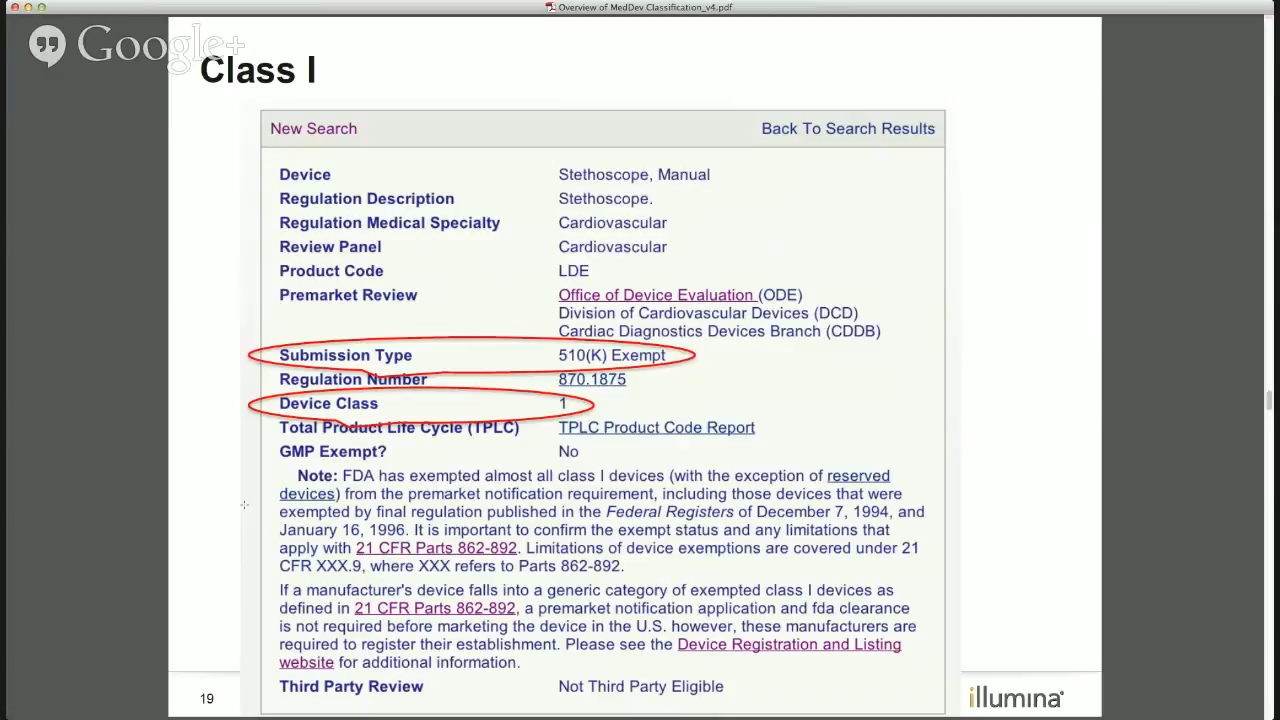 Overview of MedDev Classification_v4.pdf
Google+
Class I
New Search Back To Search Results
Device Stethoscope, Manual
Regulation Description Stethoscope.
Regulation Medical Specialty Cardiovascular
Review Panel Cardiovascular
Product Code LDE
Premarket Review Office of Device Evaluation (ODE)
Division of Cardiovascular Devices (DCD)
Cardiac Diagnostics Devices Branch (CDDB)
Submission Type 510(K) Exempt
Regulation Number 870.1875
Device Class 1
Total Product Life Cycle (TPLC) TPLC Product Code Report
GMP Exempt? No
Note: FDA has exempted almost all class I devices (with the exception of reserved
devices) from the premarket notification requirement, including those devices that were
exempted by final regulation published in the Federal Registers of December 7, 1994, and
January 16, 1996. It is important to confirm the exempt status and any limitations that
apply with 21 CFR Parts 862-892. Limitations of device exemptions are covered under 21
CFR XXX.9, where XXX refers to Parts 862-892.
If a manufacturer's device falls into a generic category of exempted class I devices as
defined in 21 CFR Parts 862-892, a premarket notification application and fda clearance
is not required before marketing the device in the U.S. however, these manufacturers are
required to register their establishment. Please see the Device Registration and Listing
website for additional information.
Third Party Review Not Third Party Eligible
19
illumina